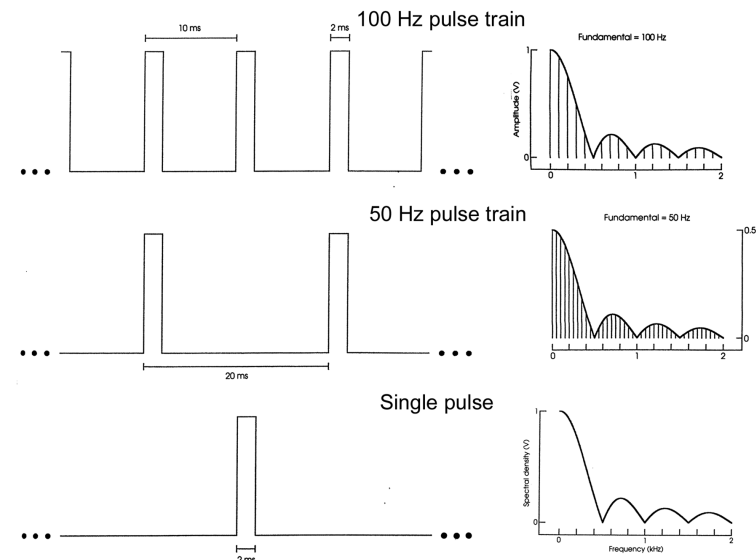 100 Hz pulse train
10 ms
2 ms
Fundamental = 100 Hz
1
Amplitude (V)
0
0 1 2
50 Hz pulse train
Fundamental = 50 Hz
0.5
0
0 1 2
20 ms
Single pulse
1
Spectral density (V)
0
0 1 2
Frequency (kHz)
2 ms